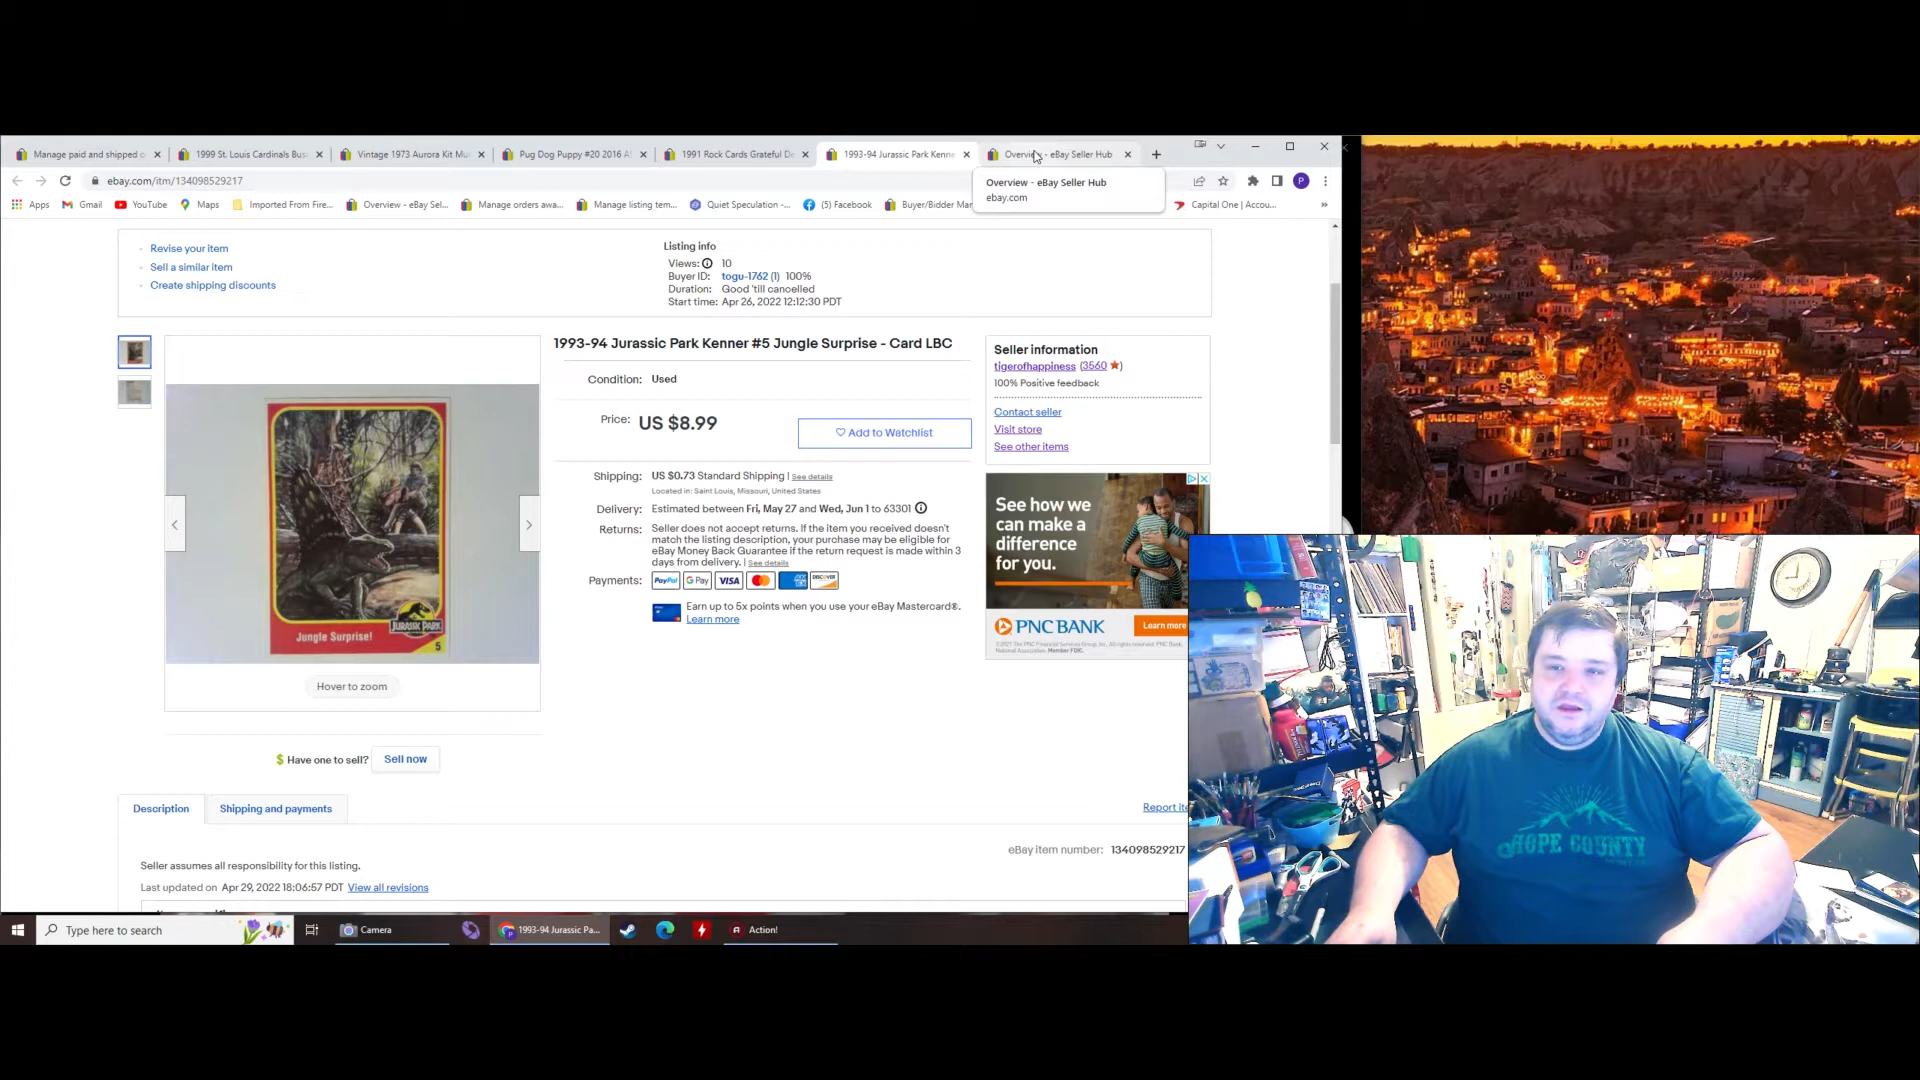 Manage paid and shipped o
1999 St. Louis Cardinals Bus
Vintage 1973 Aurora Kit Mu
Pug Dog Puppy #20 2016 A
1991 Rock Cards Grateful De
1993-94 Jurassic Park Kenne
Overview - eBay Seller Hub
ebay.com/itm/134098529217
P
Overview - eBay Seller Hub
ebay.com
Apps
Gmail
YouTube
Maps
Imported From Fire...
Overview - eBay Sel...
Manage orders awa...
Manage listing tem...
Quiet Speculation -...
(5) Facebook
Buyer/Bidder Mar
Capital One | Accou...
Revise your item
Sell a similar item
Create shipping discounts
Listing info
Views: 10
Buyer ID: togu-1762 (1) 100%
Duration: Good 'till cancelled
Start time: Apr 26, 2022 12:12:30 PDT
1993-94 Jurassic Park Kenner #5 Jungle Surprise - Card LBC
Condition: Used
Price: US $8.99
Add to Watchlist
Shipping: US $0.73 Standard Shipping | See details
Located in: Saint Louis, Missouri, United States
Delivery: Estimated between Fri, May 27 and Wed, Jun 1 to 63301
Returns: Seller does not accept returns. If the item you received doesn't
match the listing description, your purchase may be eligible for
eBay Money Back Guarantee if the return request is made within 3
days from delivery. | See details
Payments: PayPal G Pay VISA DISCOVER
Earn up to 5x points when you use your eBay Mastercard®.
Learn more
Seller information
tigerofhappiness (3560 )
100% Positive feedback
Contact seller
Visit store
See other items
See how we
can make a
difference
for you.
PNC BANK
Learn more
Jungle Surprise!
JURASSIC PARK
5
Hover to zoom
$ Have one to sell? Sell now
Description
Shipping and payments
Report ite
eBay item number: 134098529217
Seller assumes all responsibility for this listing.
Last updated on Apr 29, 2022 18:06:57 PDT View all revisions
HOPE COUNTY
Type here to search
Camera
1993-94 Jurassic Pa...
Action!